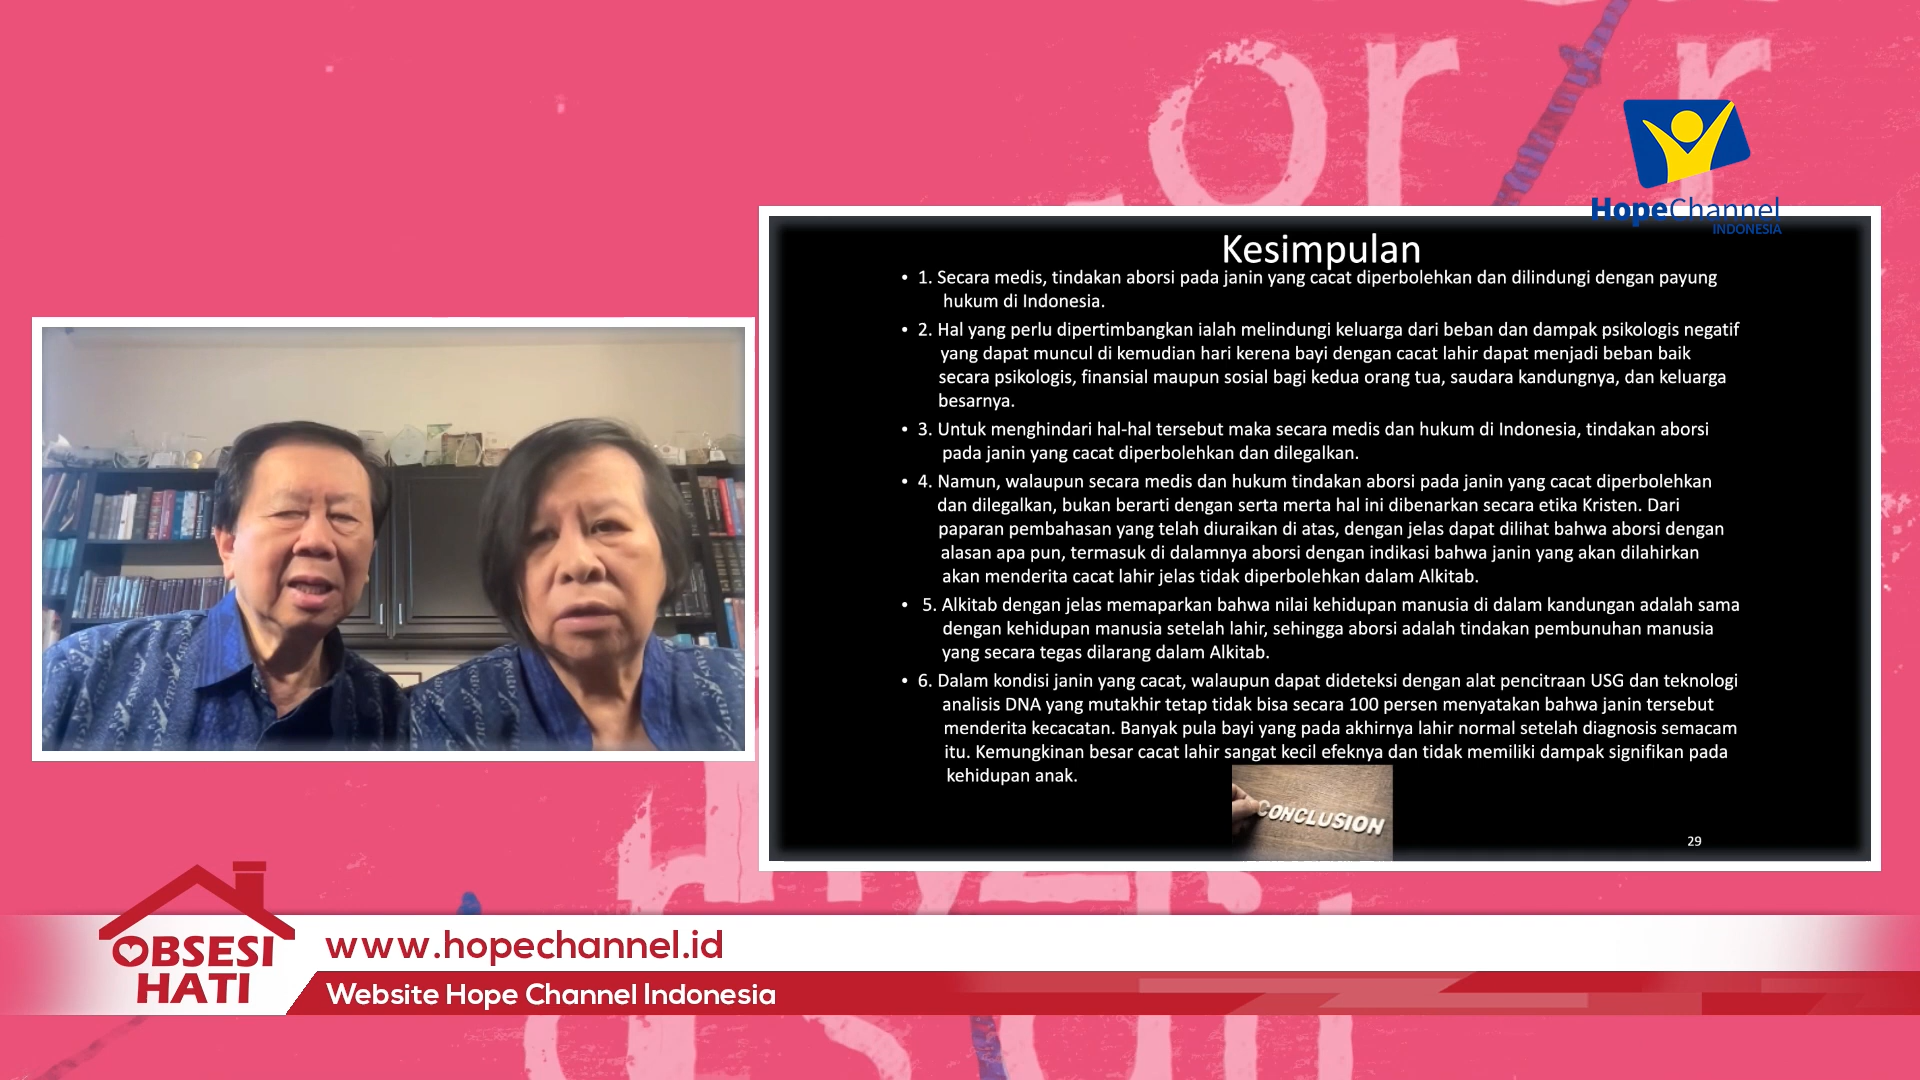 HopeChannel
INDONESIA
Kesimpulan
• 1. Secara medis, tindakan aborsi pada janin yang cacat diperbolehkan dan dilindungi dengan payung
hukum di Indonesia.
• 2. Hal yang perlu dipertimbangkan ialah melindungi keluarga dari beban dan dampak psikologis negatif
yang dapat muncul di kemudian hari kerena bayi dengan cacat lahir dapat menjadi beban baik
secara psikologis, finansial maupun sosial bagi kedua orang tua, saudara kandungnya, dan keluarga
besarnya.
• 3. Untuk menghindari hal-hal tersebut maka secara medis dan hukum di Indonesia, tindakan aborsi
pada janin yang cacat diperbolehkan dan dilegalkan.
• 4. Namun, walaupun secara medis dan hukum tindakan aborsi pada janin yang cacat diperbolehkan
dan dilegalkan, bukan berarti dengan serta merta hal ini dibenarkan secara etika Kristen. Dari
paparan pembahasan yang telah diuraikan di atas, dengan jelas dapat dilihat bahwa aborsi dengan
alasan apa pun, termasuk di dalamnya aborsi dengan indikasi bahwa janin yang akan dilahirkan
akan menderita cacat lahir jelas tidak diperbolehkan dalam Alkitab.
• 5. Alkitab dengan jelas memaparkan bahwa nilai kehidupan manusia di dalam kandungan adalah sama
dengan kehidupan manusia setelah lahir, sehingga aborsi adalah tindakan pembunuhan manusia
yang secara tegas dilarang dalam Alkitab.
• 6. Dalam kondisi janin yang cacat, walaupun dapat dideteksi dengan alat pencitraan USG dan teknologi
analisis DNA yang mutakhir tetap tidak bisa secara 100 persen menyatakan bahwa janin tersebut
menderita kecacatan. Banyak pula bayi yang pada akhirnya lahir normal setelah diagnosis semacam
itu. Kemungkinan besar cacat lahir sangat kecil efeknya dan tidak memiliki dampak signifikan pada
kehidupan anak.
CONCLUSION
29
OBSESI
HATI
www.hopechannel.id
Website Hope Channel Indonesia